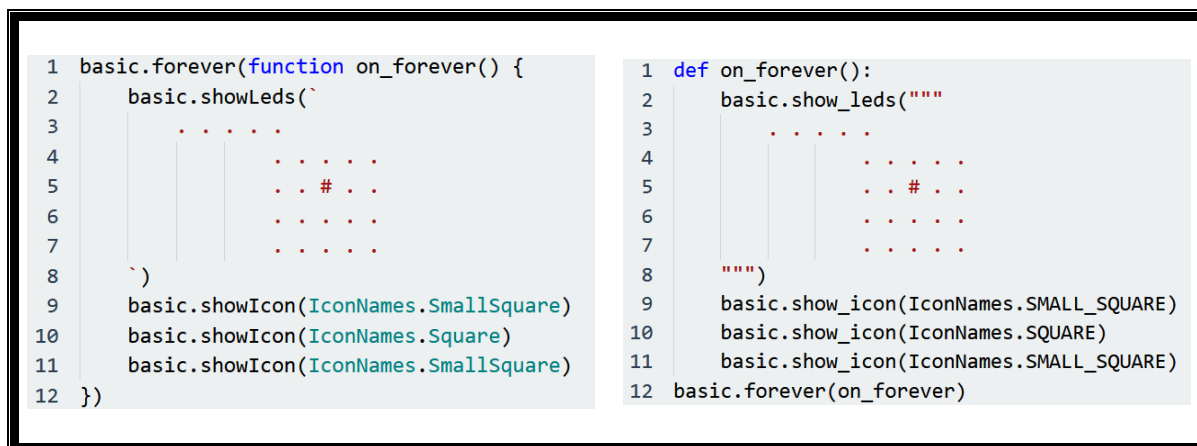 1 basic.forever(function on_forever() {
2 basic.showLeds(`
3 . . . . .
4 . . . . .
5 . . # . .
6 . . . . .
7 . . . . .
8 `)
9 basic.showIcon(IconNames.SmallSquare)
10 basic.showIcon(IconNames.Square)
11 basic.showIcon(IconNames.SmallSquare)
12 })
1 def on_forever():
2 basic.show_leds("""
3 . . . . .
4 . . . . .
5 . . # . .
6 . . . . .
7 . . . . .
8 """)
9 basic.show_icon(IconNames.SMALL_SQUARE)
10 basic.show_icon(IconNames.SQUARE)
11 basic.show_icon(IconNames.SMALL_SQUARE)
12 basic.forever(on_forever)